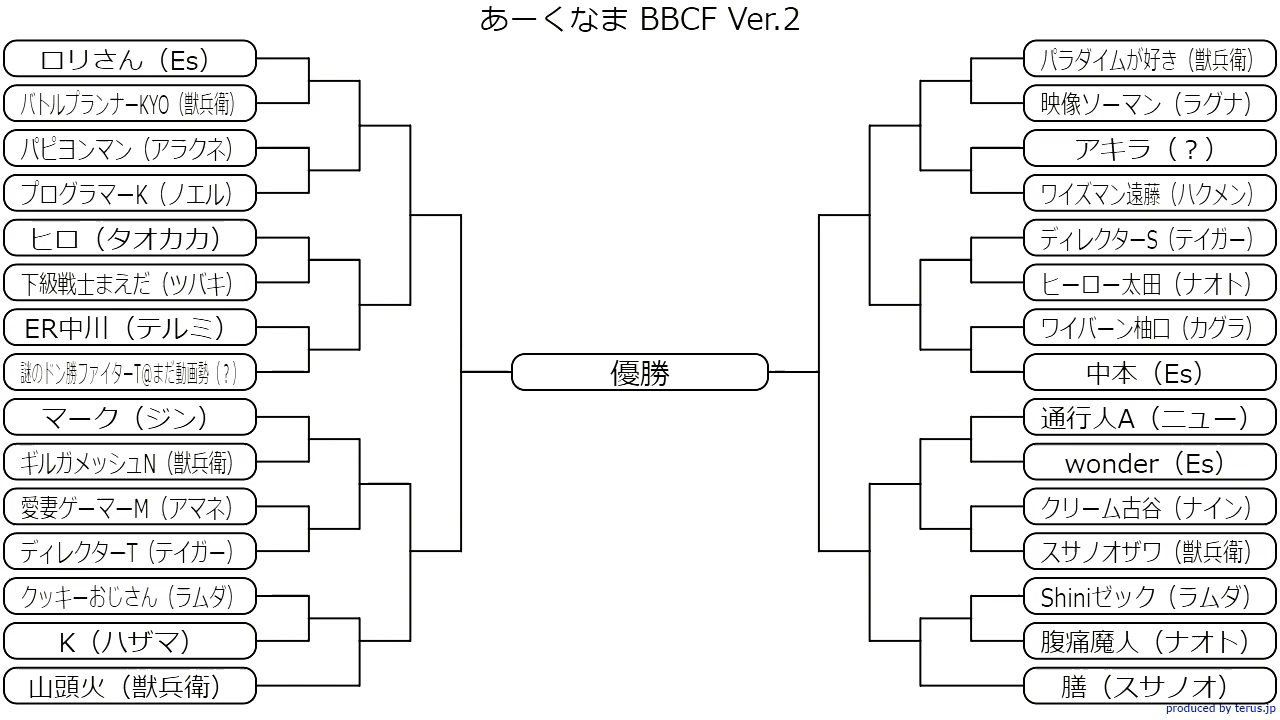 あーくなま BBCF Ver.2
ロリさん（Es）
バトルプランナーKYO（獣兵衛）
パピヨンマン（アラクネ）
プログラマーK（ノエル）
ヒロ（タオカカ）
下級戦士まえだ（ツバキ）
ER中川（テルミ）
謎のドン勝ファイターT@まだ動画勢（？）
マーク（ジン）
ギルガメッシュN（獣兵衛）
愛妻ゲーマーM（アマネ）
ディレクターT（テイガー）
クッキーおじさん（ラムダ）
K（ハザマ）
山頭火（獣兵衛）
優勝
パラダイムが好き（獣兵衛）
映像ソーマン（ラグナ）
アキラ（？）
ワイズマン遠藤（ハクメン）
ディレクターS（テイガー）
ヒーロー太田（ナオト）
ワイバーン柚口（カグラ）
中本（Es）
通行人A（ニュー）
wonder（Es）
クリーム古谷（ナイン）
スサノオザワ（獣兵衛）
Shiniゼック（ラムダ）
腹痛魔人（ナオト）
膳（スサノオ）
produced by terus.jp